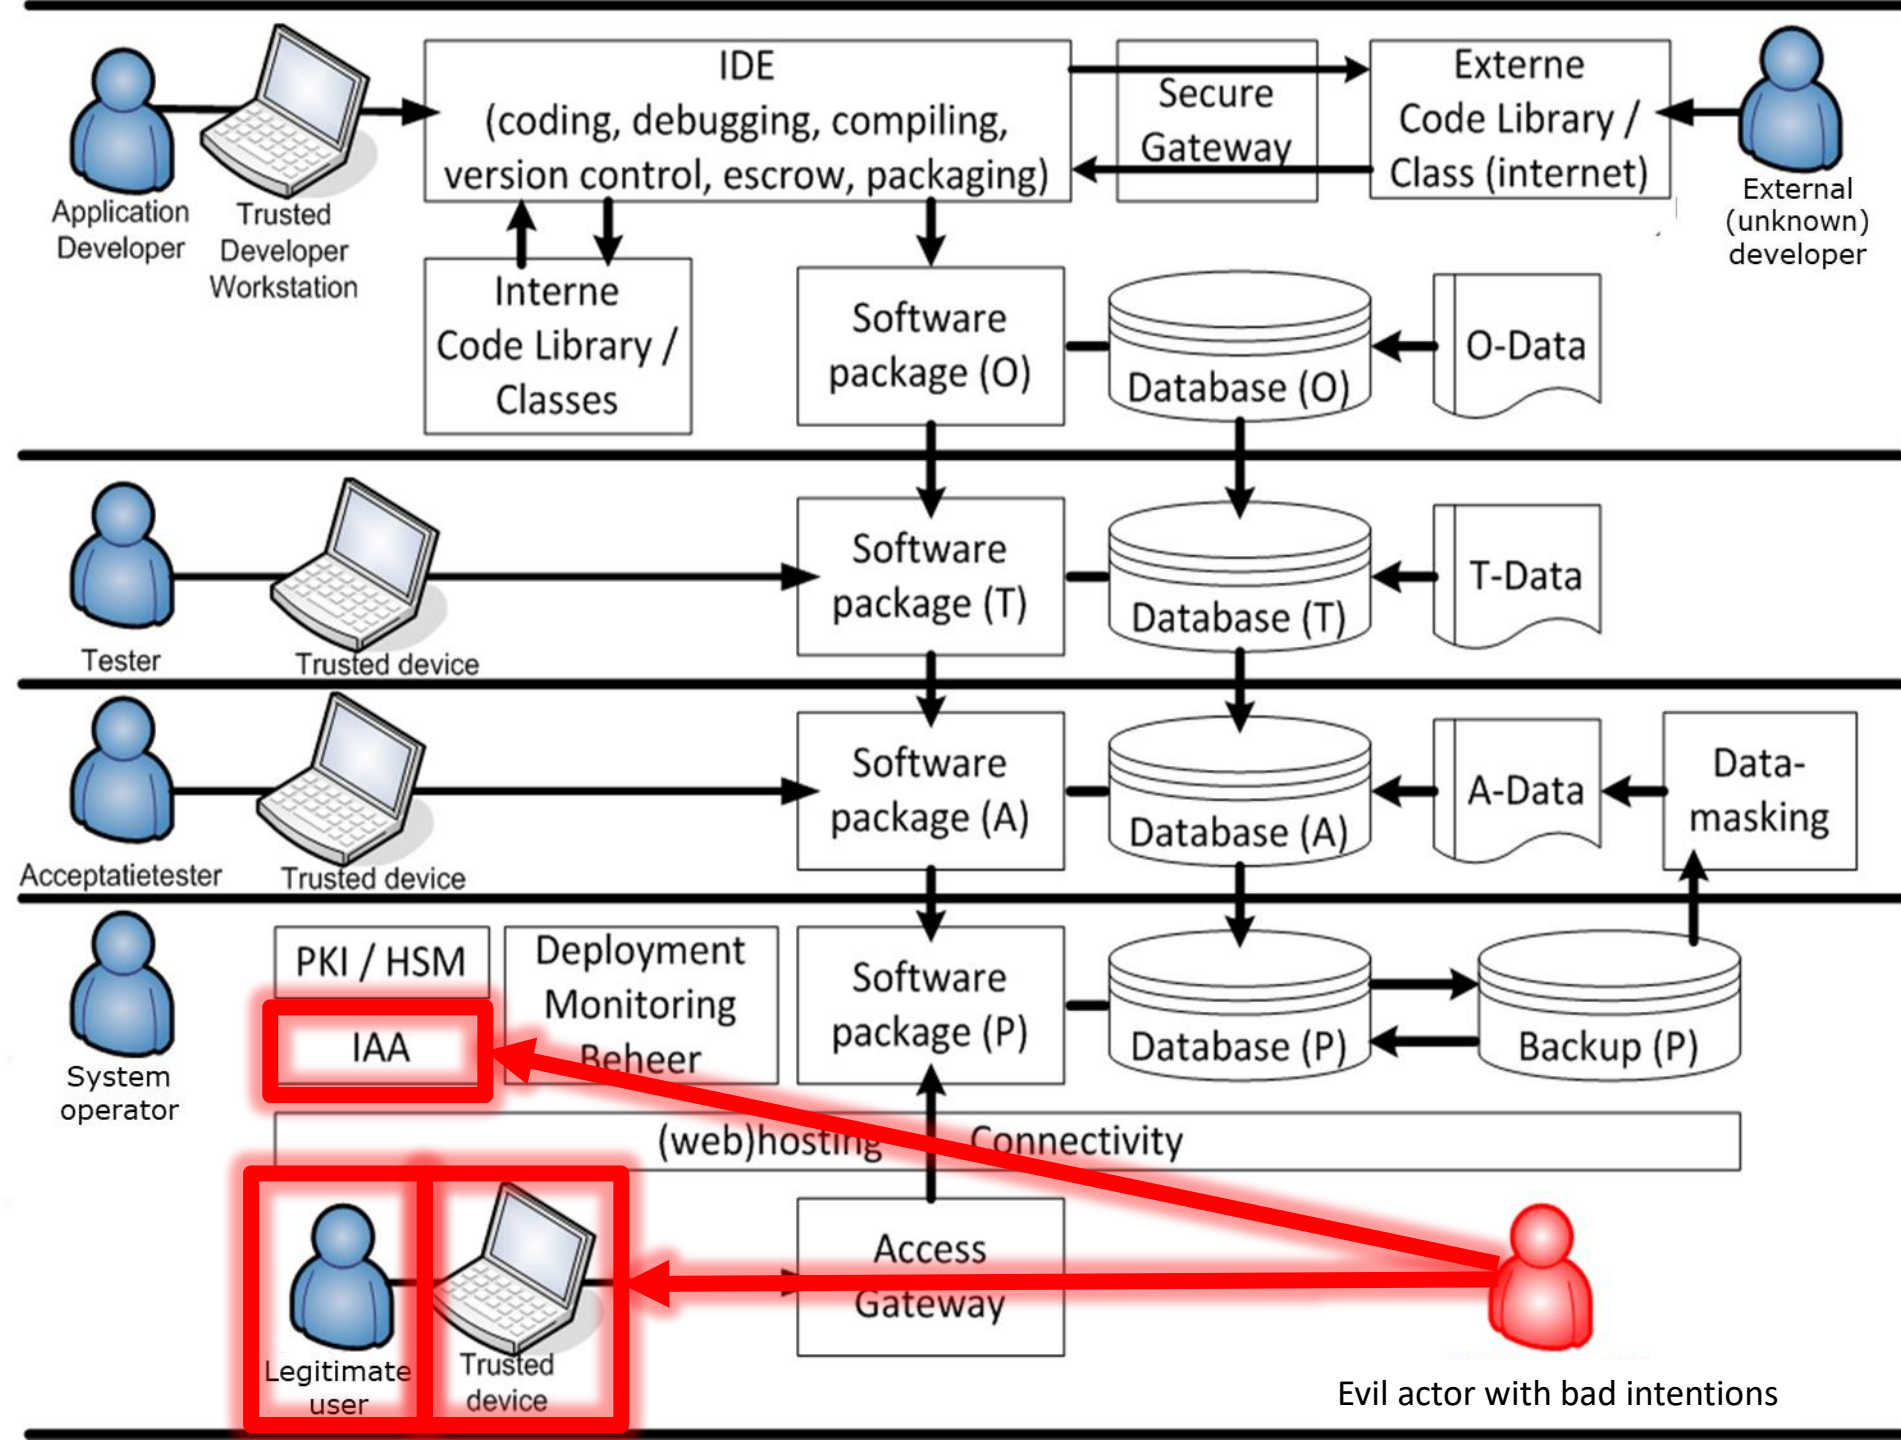 IDE
(coding, debugging, compiling,
version control, escrow, packaging)
Secure
Gateway
Externe
Code Library /
Class (internet)
Application
Developer
Trusted
Developer
Workstation
External
(unknown)
developer
Interne
Code Library /
Classes
Software
package (O)
Database (O)
O-Data
Software
package (T)
Database (T)
T-Data
Tester
Trusted device
Software
package (A)
Database (A)
A-Data
Data-
masking
Acceptatietester
Trusted device
PKI / HSM
IAA
Deployment
Monitoring
Beheer
Software
package (P)
Database (P)
Backup (P)
System
operator
(web)hosting Connectivity
Access
Gateway
Legitimate
user
Trusted
device
Evil actor with bad intentions